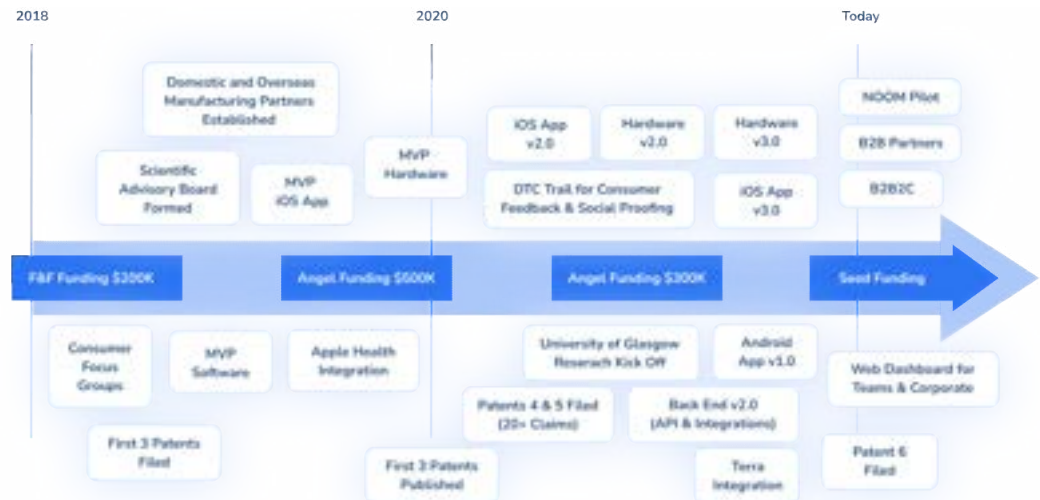 2018
2020
Today
Domestic and Overseas
Manufacturing Partners
Established
Scientific
Advisory Board
Formed
MVP
iOS App
MVP
Hardware
iOS App
v2.0
Hardware
v2.0
Hardware
v3.0
DTC Trail for Consumer
Feedback & Social Proofing
iOS App
v3.0
NOOM Pilot
B2B Partners
B2B2C
F&F Funding $200K
Angel Funding $600K
Angel Funding $300K
Seed Funding
Consumer
Focus
Groups
MVP
Software
Apple Health
Integration
First 3 Patents
Filed
First 3 Patents
Published
University of Glasgow
Reserach Kick Off
Android
App v1.0
Patents 4 & 5 Filed
(20+ Claims)
Back End v2.0
(API & Integrations)
Terra
Integration
Web Dashboard for
Teams & Corporate
Patent 6
Filed